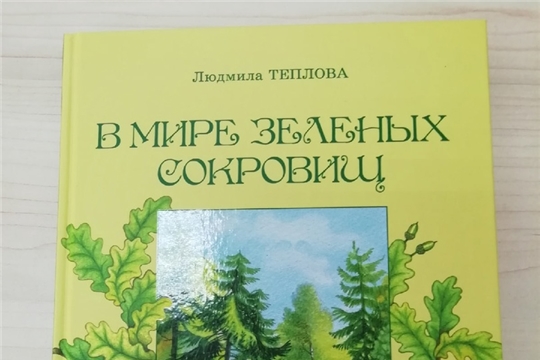 Людмила ТЕПЛОВА
В МИРЕ ЗЕЛЕНЫХ
СОКРОВИЩ